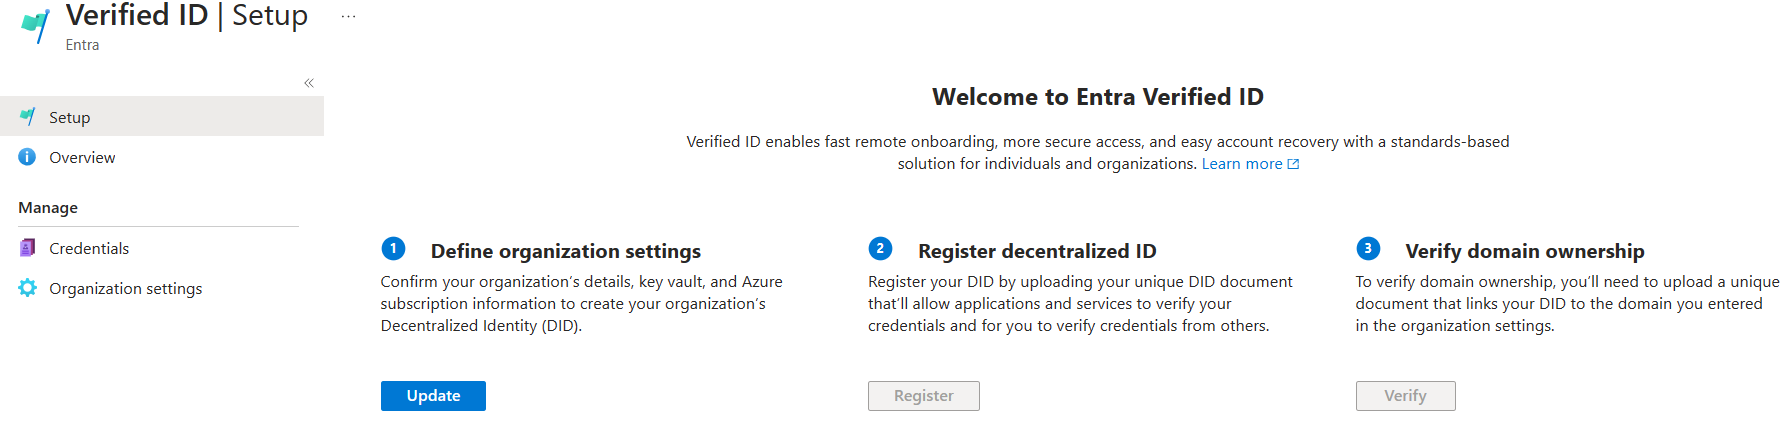 Verified ID | Setup ...
Entra
«
Setup
Overview
Manage
Credentials
Organization settings
Welcome to Entra Verified ID
Verified ID enables fast remote onboarding, more secure access, and easy account recovery with a standards-based
solution for individuals and organizations. Learn more
1 Define organization settings
Confirm your organization's details, key vault, and Azure
subscription information to create your organization's
Decentralized Identity (DID).
Update
2 Register decentralized ID
Register your DID by uploading your unique DID document
that'll allow applications and services to verify your
credentials and for you to verify credentials from others.
Register
3 Verify domain ownership
To verify domain ownership, you'll need to upload a unique
document that links your DID to the domain you entered
in the organization settings.
Verify